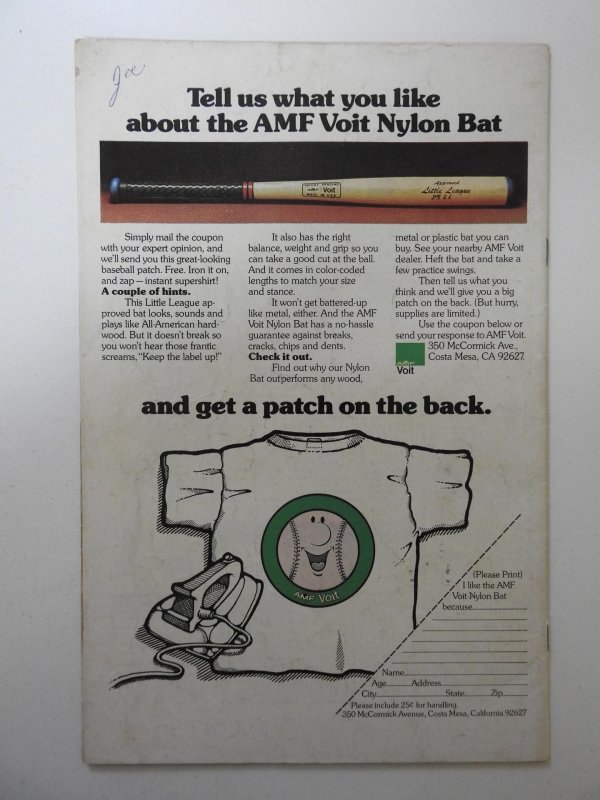 Joe
Tell us what you like
about the AMF Voit Nylon Bat
PATENT PENDING
AMF Voit
MADE IN U.S.A.
Approved
Little League
25 LL
Simply mail the coupon
with your expert opinion, and
we'll send you this great-looking
baseball patch. Free. Iron it on,
and zap — instant supershirt!
A couple of hints.
This Little League ap-
proved bat looks, sounds and
plays like All-American hard-
wood. But it doesn't break so
you won't hear those frantic
screams, "Keep the label up!"
It also has the right
balance, weight and grip so you
can take a good cut at the ball.
And it comes in color-coded
lengths to match your size
and stance.
It won't get battered-up
like metal, either. And the AMF
Voit Nylon Bat has a no-hassle
guarantee against breaks,
cracks, chips and dents.
Check it out.
Find out why our Nylon
Bat outperforms any wood,
metal or plastic bat you can
buy. See your nearby AMF Voit
dealer. Heft the bat and take a
few practice swings.
Then tell us what you
think and we'll give you a big
patch on the back. (But hurry,
supplies are limited.)
Use the coupon below or
send your response to AMF Voit.
350 McCormick Ave.,
Costa Mesa, CA 92627.
AMF
Voit
and get a patch on the back.
AMF Voit
(Please Print)
I like the AMF
Voit Nylon Bat
because
Name
Age Address
City State Zip
Please include 25¢ for handling.
350 McCormick Avenue, Costa Mesa, California 92627